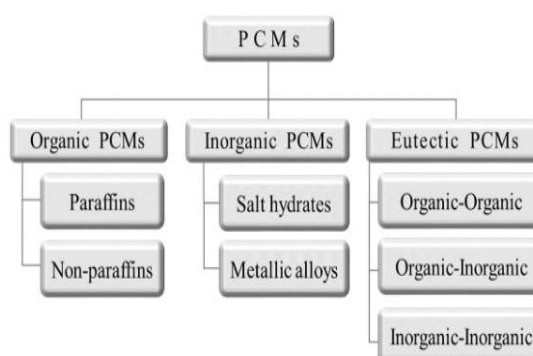 PCMs
Organic PCMs
Paraffins
Non-paraffins
Inorganic PCMs
Salt hydrates
Metallic alloys
Eutectic PCMs
Organic-Organic
Organic-Inorganic
Inorganic-Inorganic